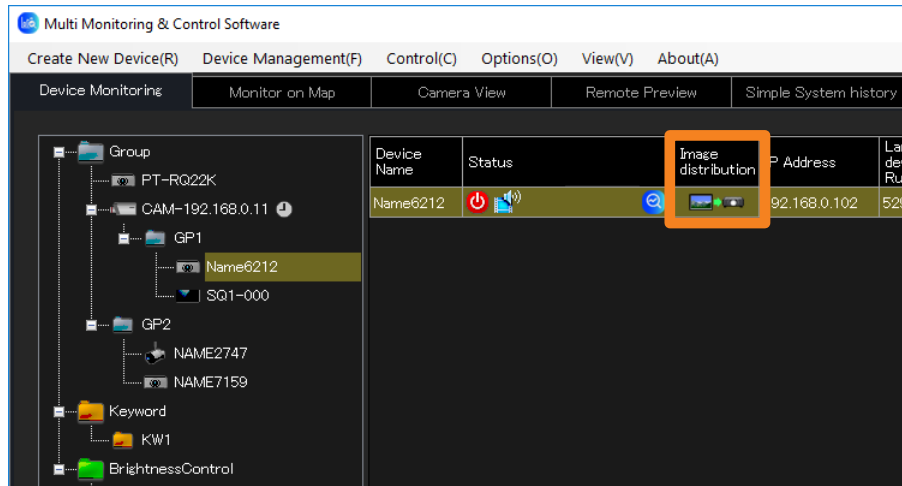 Multi Monitoring & Control Software
Create New Device(R) Device Management(F) Control(C) Options(O) View(V) About(A)
Device Monitoring Monitor on Map Camera View Remote Preview Simple System history
Group
PT-RQ22K
CAM-192.168.0.11
GP1
Name6212
SQ1-000
GP2
NAME2747
NAME7159
Keyword
KW1
BrightnessControl
Device Name
Status
Image distribution
P Address
Name6212
92.168.0.102